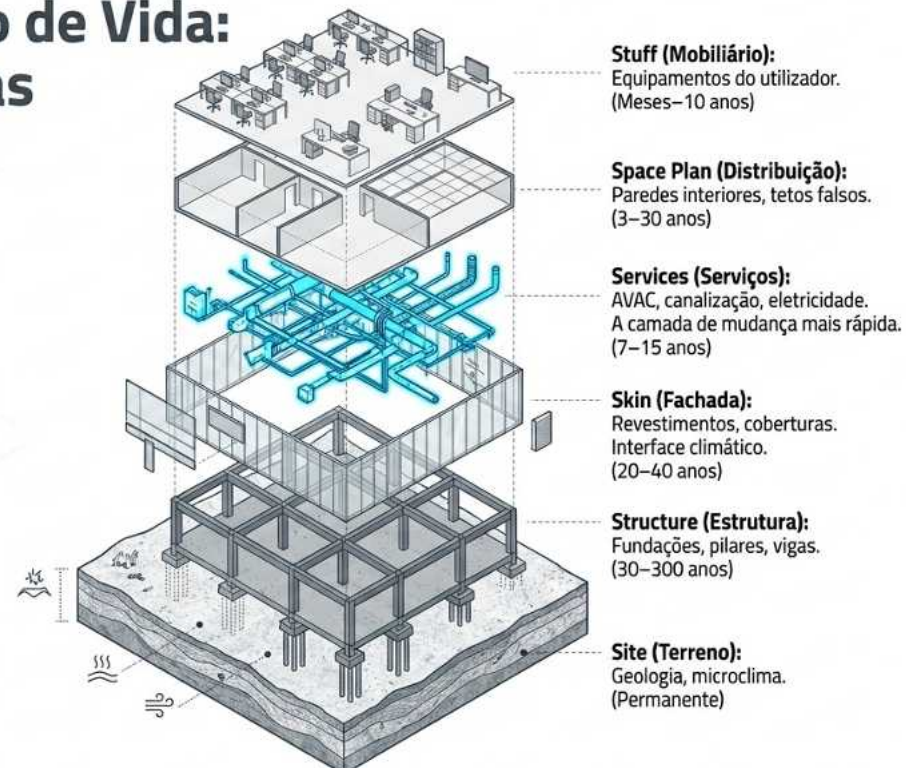 o de Vida:
as
Stuff (Mobiliário):
Equipamentos do utilizador.
(Meses–10 anos)
Space Plan (Distribuição):
Paredes interiores, tetos falsos.
(3–30 anos)
Services (Serviços):
AVAC, canalização, eletricidade.
A camada de mudança mais rápida.
(7–15 anos)
Skin (Fachada):
Revestimentos, coberturas.
Interface climático.
(20–40 anos)
Structure (Estrutura):
Fundações, pilares, vigas.
(30–300 anos)
Site (Terreno):
Geologia, microclima.
(Permanente)